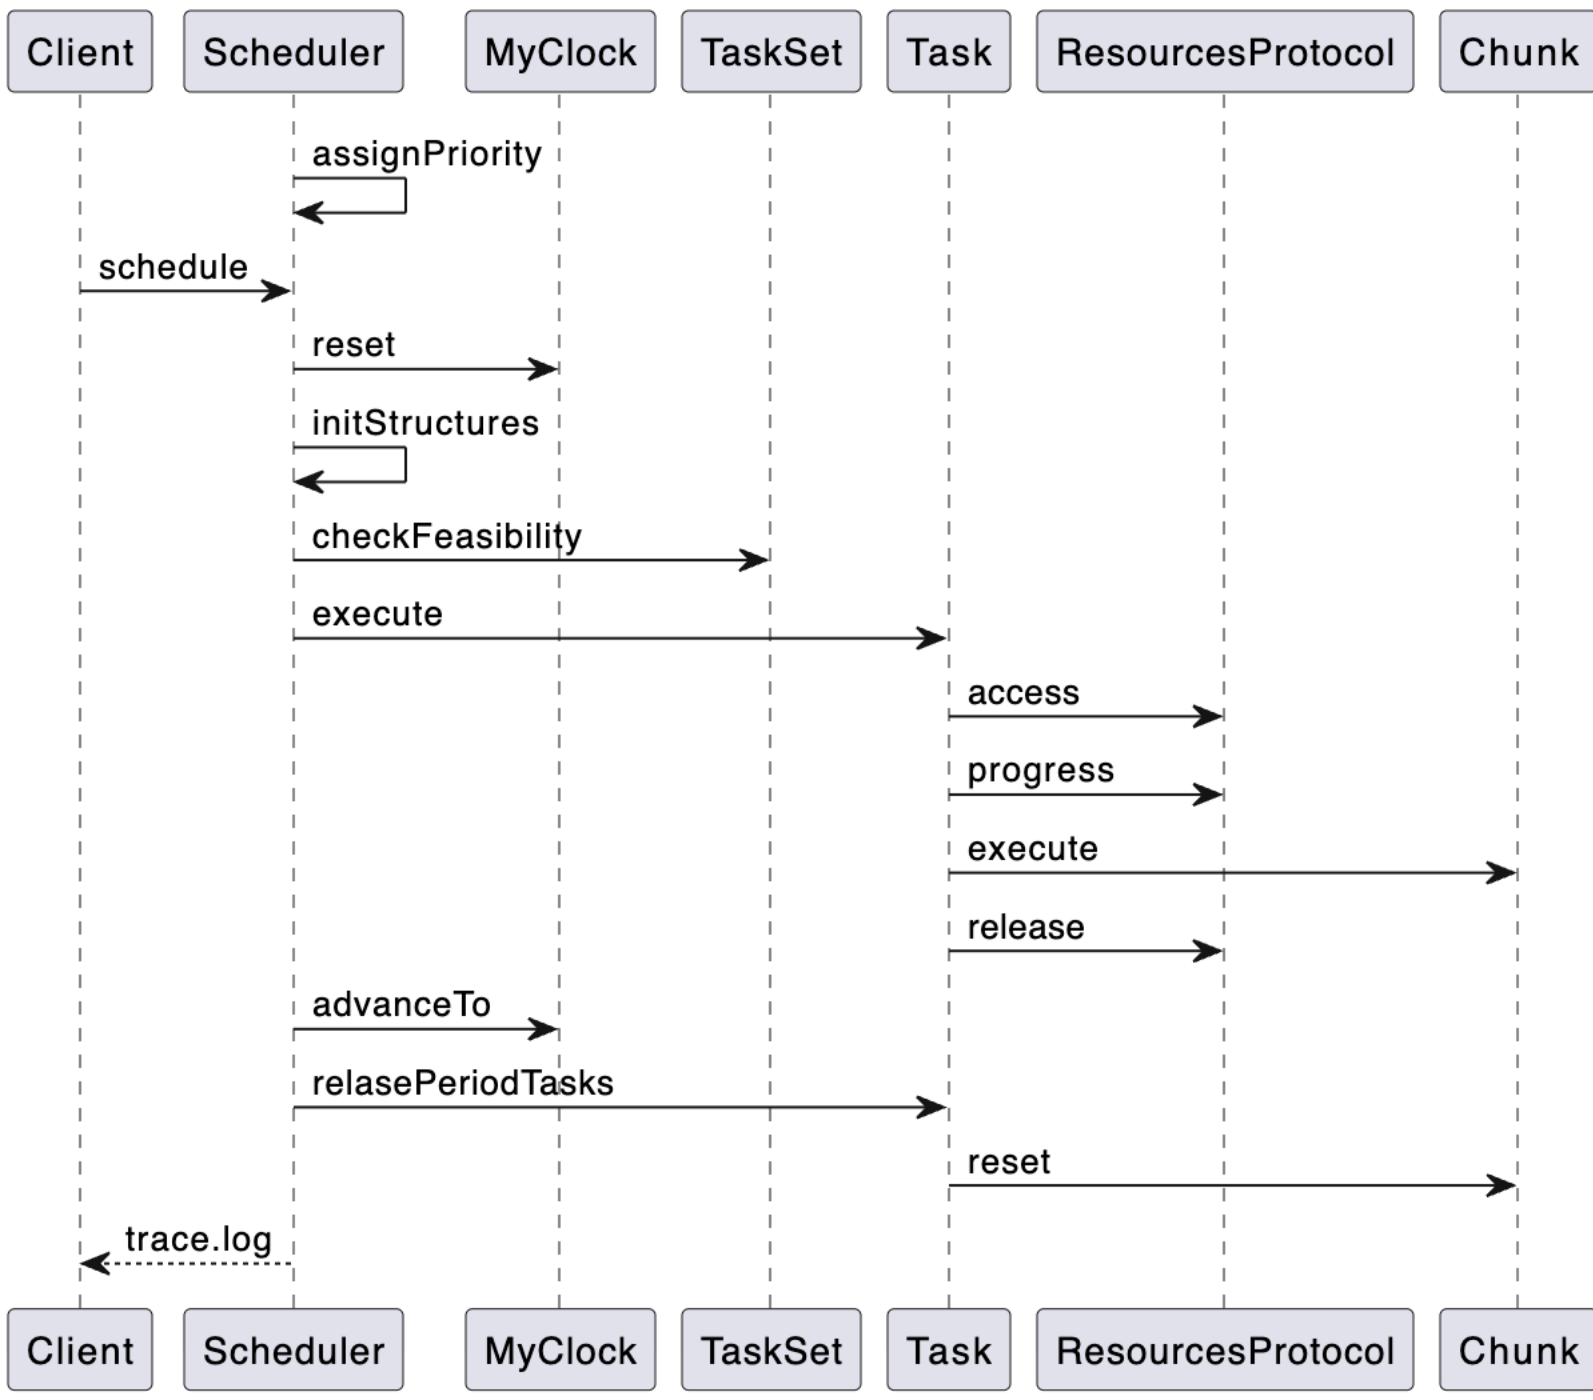 Client
Scheduler
MyClock
TaskSet
Task
ResourcesProtocol
Chunk
assignPriority
schedule
reset
initStructures
checkFeasibility
execute
access
progress
execute
release
advanceTo
relasePeriodTasks
reset
trace.log
Client
Scheduler
MyClock
TaskSet
Task
ResourcesProtocol
Chunk